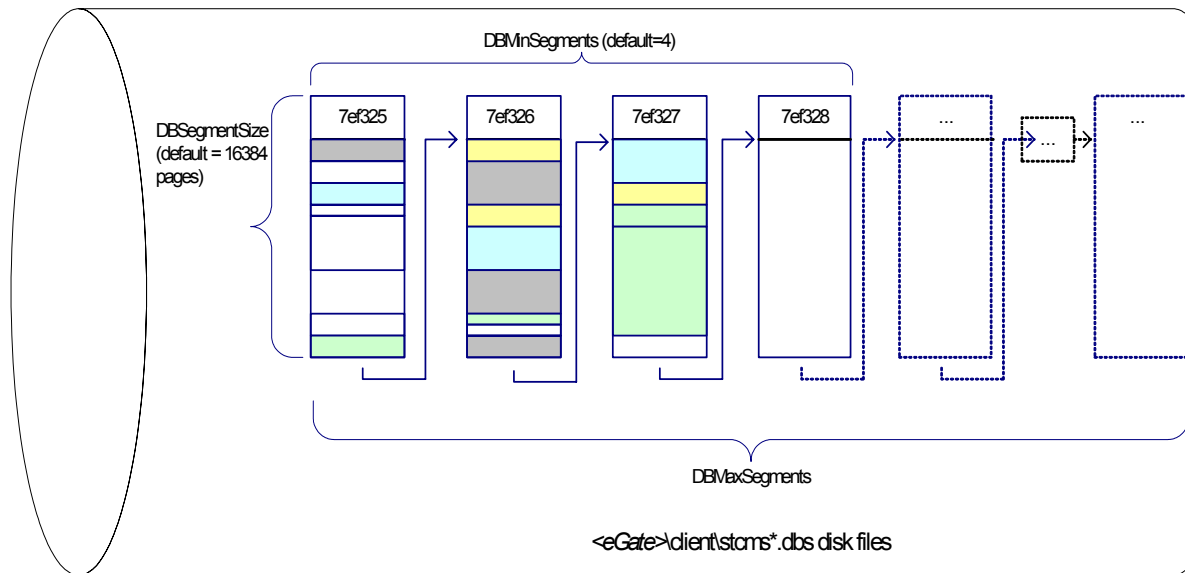 DBMinSegments (default=4)
DBSegmentSize
(default = 16384
pages)
7ef325
7ef326
7ef327
7ef328
...
...
...
DBMaxSegments
<eGate>\client\stcms*.dbs disk files